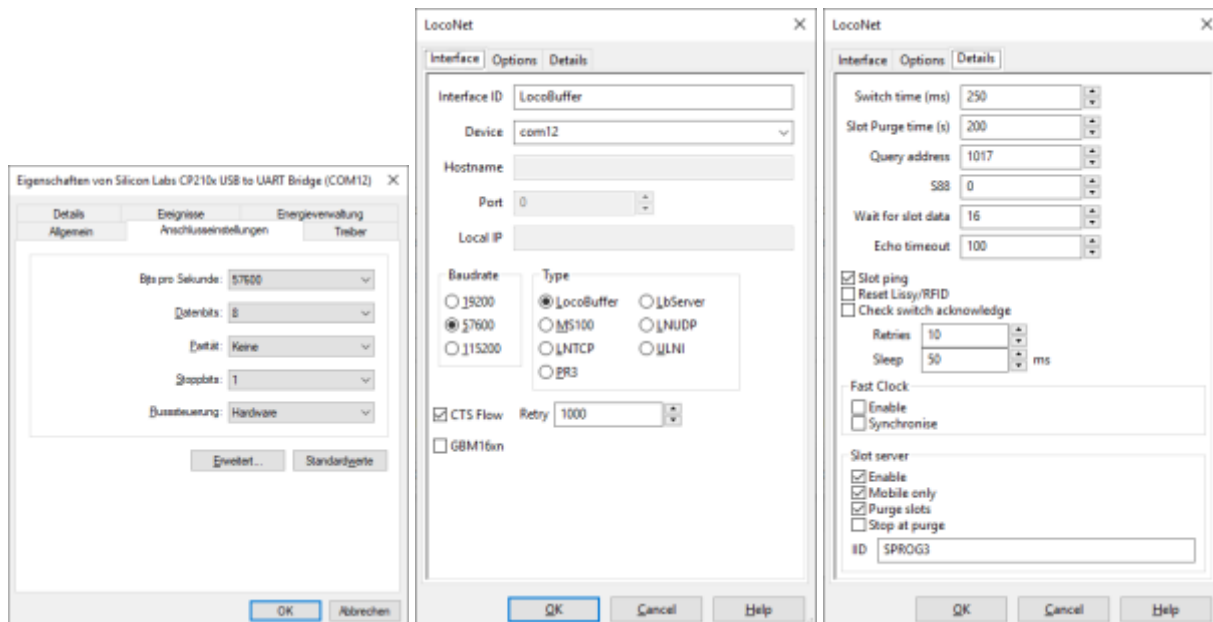 Eigenschaften von Silicon Labs CP210x USB to UART Bridge (COM12)
Details Ereignisse Energieverwaltung
Allgemein Anschlusseinstellungen Treiber
Bits pro Sekunde: 57600
Datenbits: 8
Parität: Keine
Stoppbits: 1
Flusssteuerung: Hardware
Erweitert... Standardwerte
OK Abbrechen
LocoNet
Interface Options Details
Interface ID LocoBuffer
Device com12
Hostname
Port 0
Local IP
Baudrate
19200
57600
115200
Type
LocoBuffer LbServer
MS100 LNUDP
LNTCP ULNI
PR3
CTS Flow Retry 1000
GBM16xn
OK Cancel Help
LocoNet
Interface Options Details
Switch time (ms) 250
Slot Purge time (s) 200
Query address 1017
S88 0
Wait for slot data 16
Echo timeout 100
Slot ping
Reset Lissy/RFID
Check switch acknowledge
Retries 10
Sleep 50 ms
Fast Clock
Enable
Synchronise
Slot server
Enable
Mobile only
Purge slots
Stop at purge
IID SPROG3
OK Cancel Help